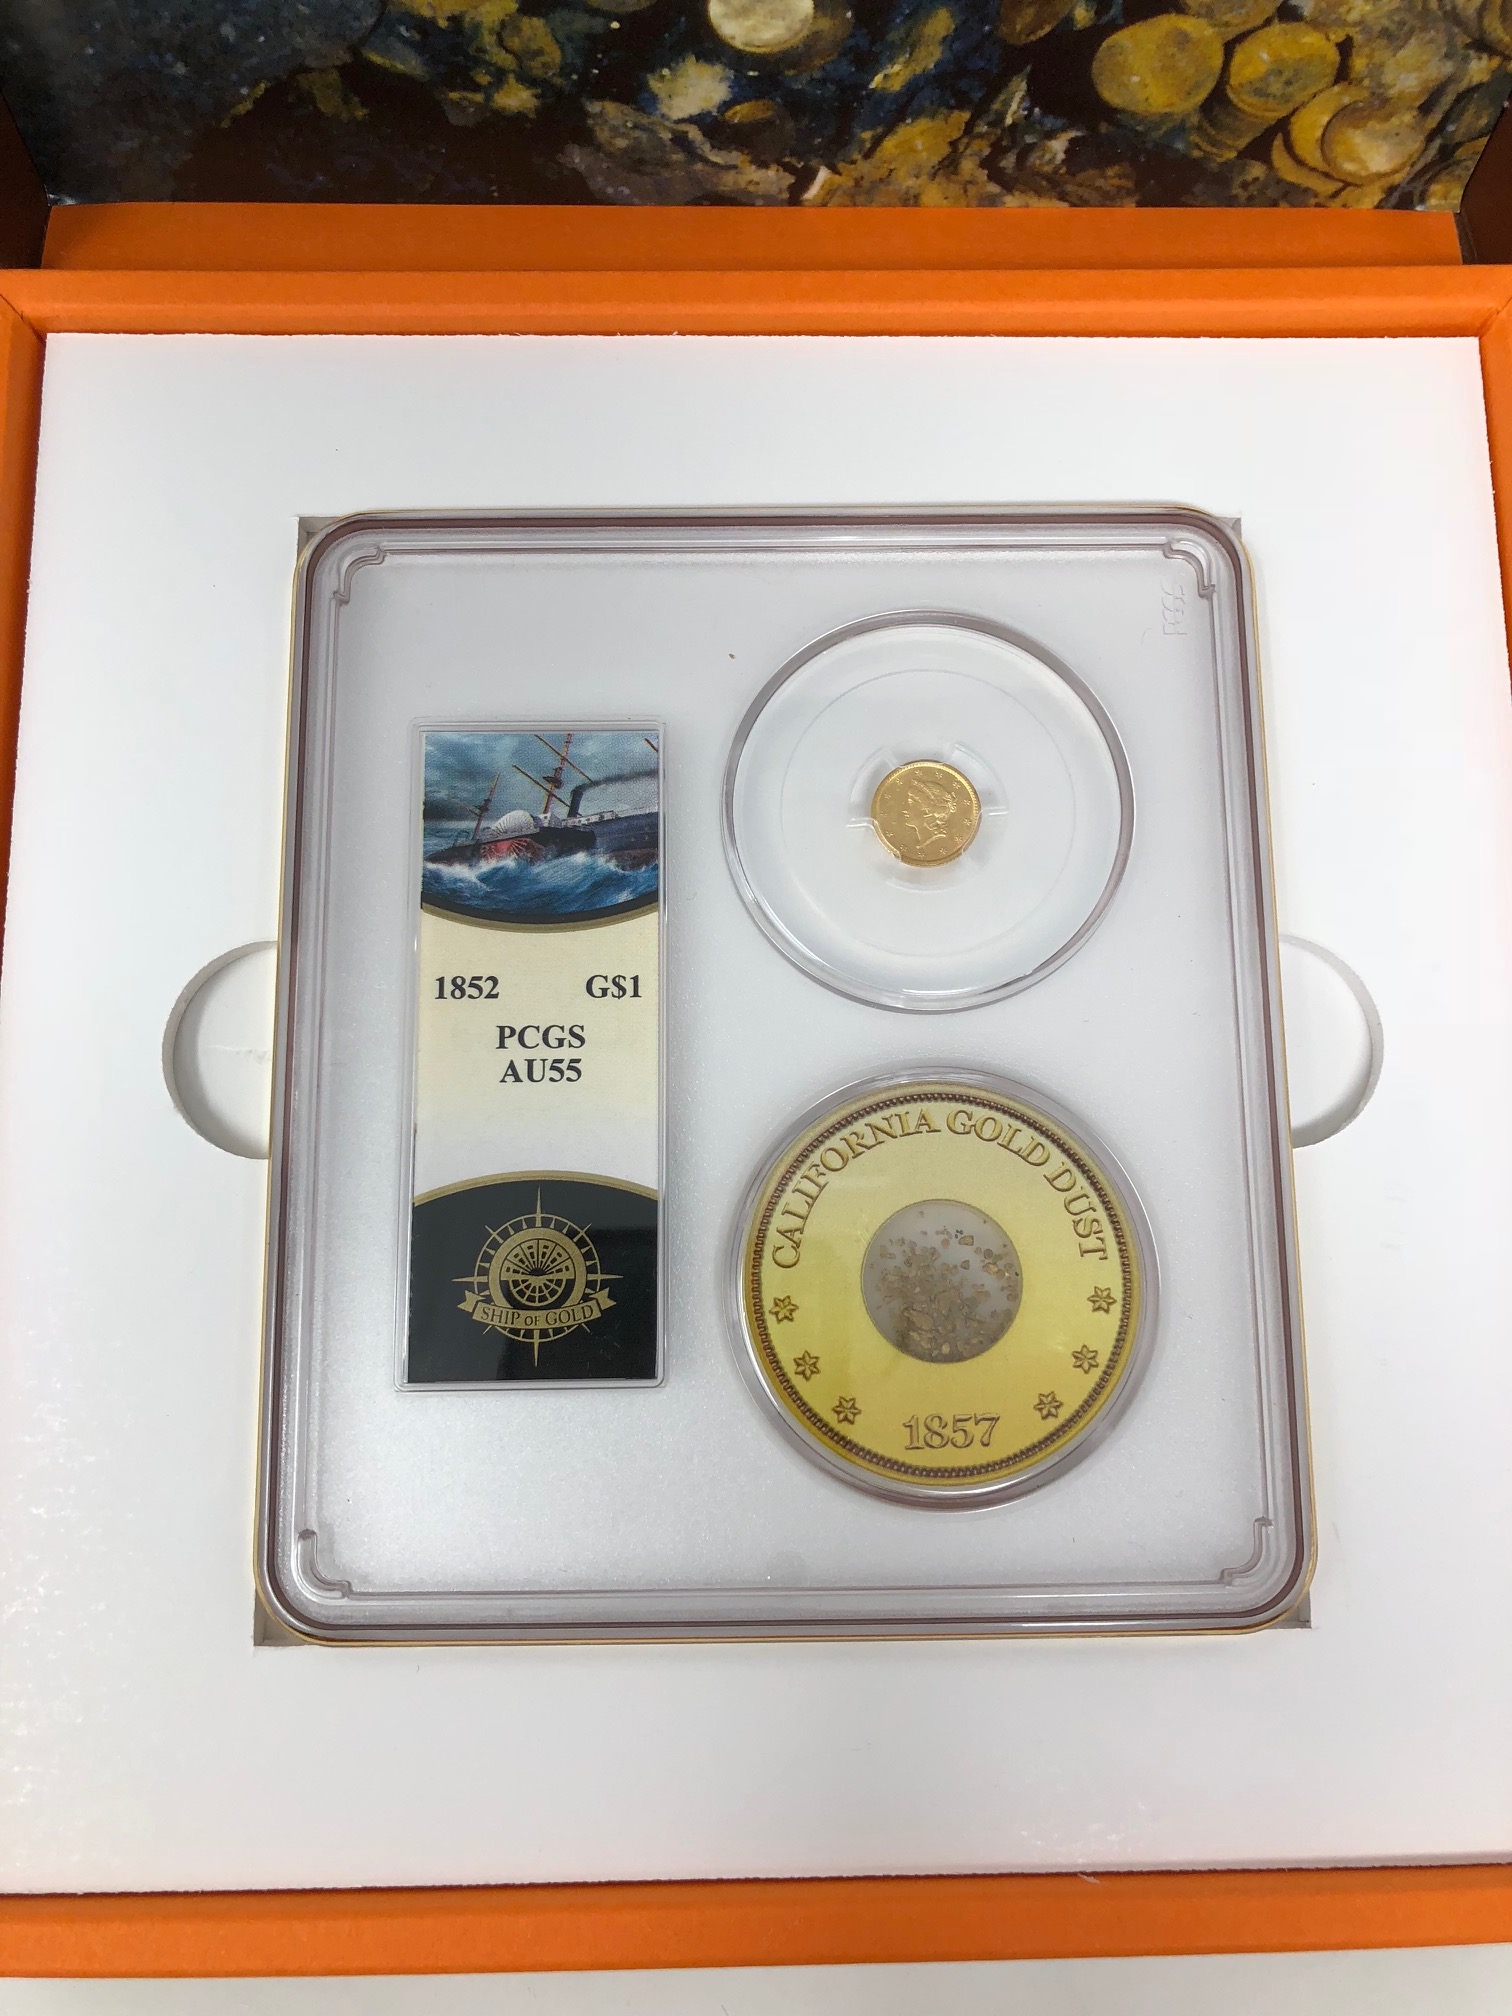 1852 G$1
PCGS
AU55
SHIP OF GOLD
CALIFORNIA GOLD DUST
1857